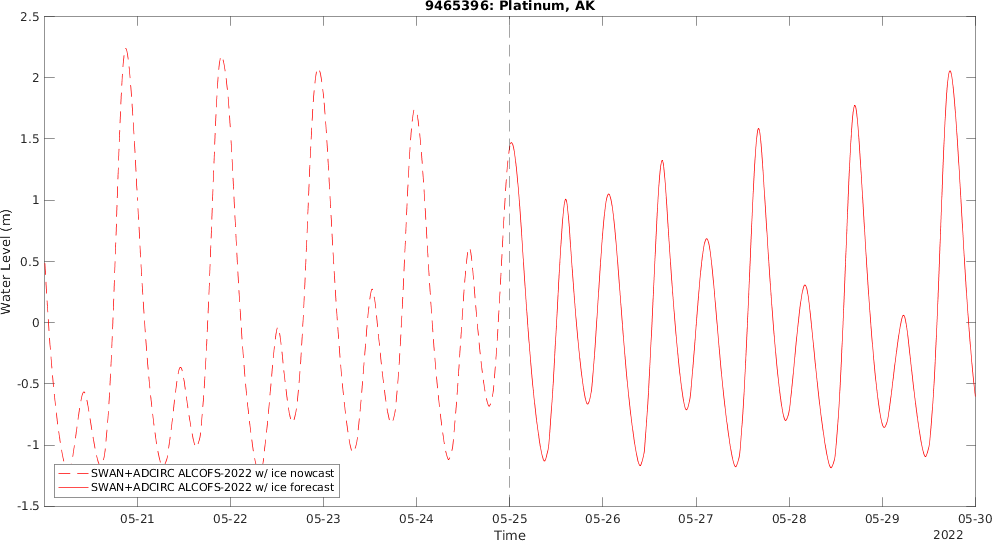 9465396: Platinum, AK
2.5
2
1.5
1
0.5
0
-0.5
-1
-1.5
Water Level (m)
SWAN+ADCIRC ALCOFS-2022 w/ ice nowcast
SWAN+ADCIRC ALCOFS-2022 w/ ice forecast
05-21 05-22 05-23 05-24 05-25 05-26 05-27 05-28 05-29 05-30
Time
2022